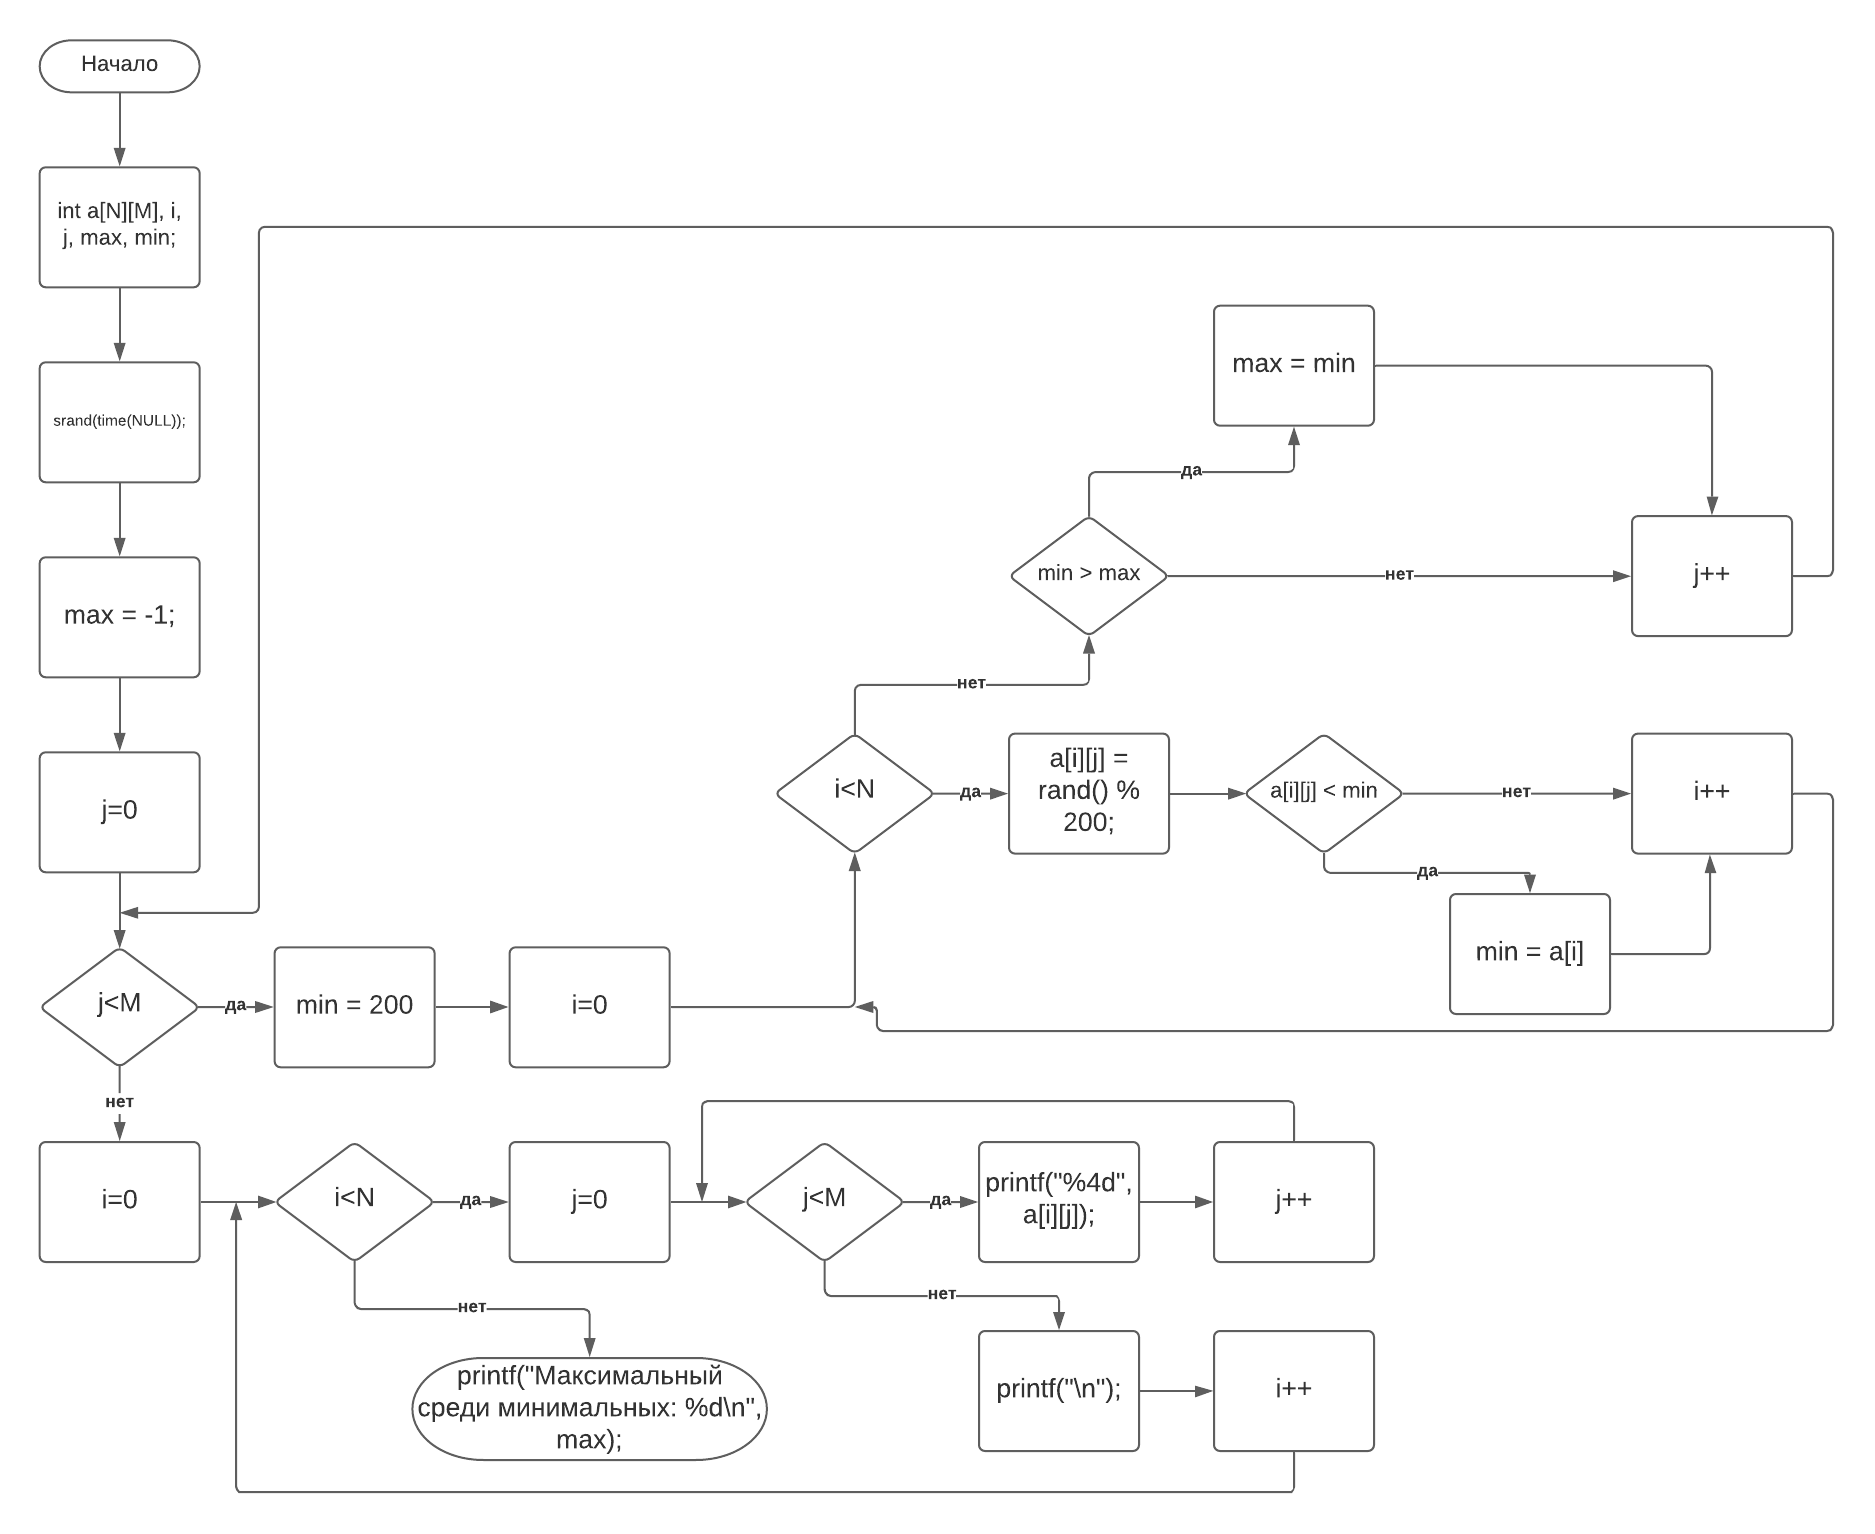 Начало
int a[N][M], i,
j, max, min;
srand(time(NULL));
max = -1;
j=0
j<M
да
min = 200
i=0
i<N
нет
min > max
да
max = min
нет
j++
да
a[i][j] =
rand() %
200;
a[i][j] < min
нет
i++
да
min = a[i]
нет
i=0
i<N
да
j=0
j<M
да
printf("%4d",
a[i][j]);
j++
нет
printf("Максимальный
среди минимальных: %d\n",
max);
нет
printf("\n");
i++